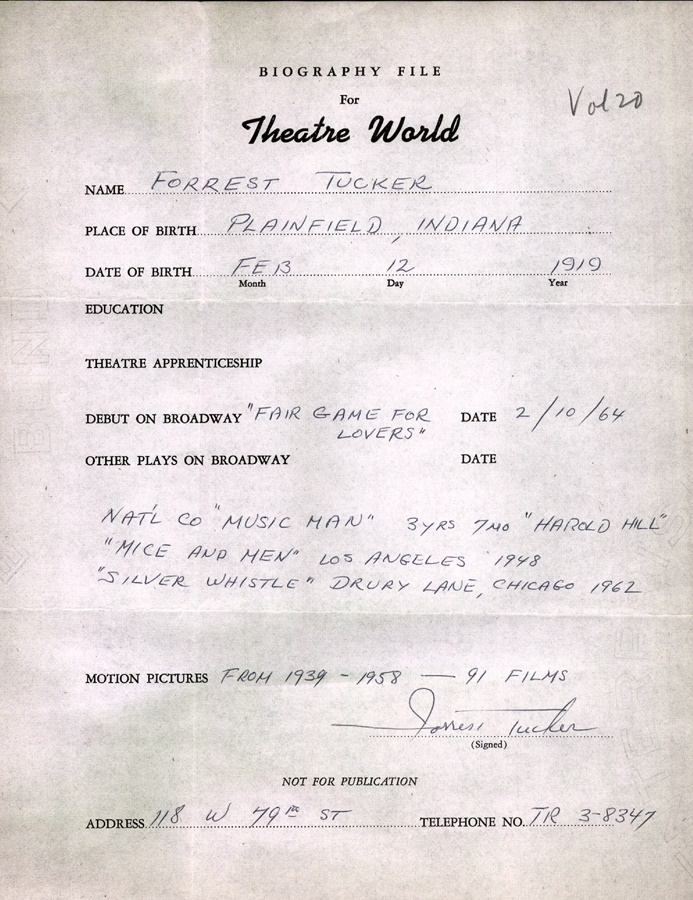 BIOGRAPHY FILE
For
Theatre World
Vol 20
NAME FORREST TUCKER
PLACE OF BIRTH PLAINFIELD, INDIANA
DATE OF BIRTH FEB 12 1919
Month Day Year
EDUCATION
THEATRE APPRENTICESHIP
DEBUT ON BROADWAY "FAIR GAME FOR DATE 2/10/64
LOVERS"
OTHER PLAYS ON BROADWAY DATE
NAT'L CO "MUSIC MAN" 3 YRS 7 MO "HAROLD HILL"
"MICE AND MEN" LOS ANGELES 1948
"SILVER WHISTLE" DRURY LANE, CHICAGO 1962
MOTION PICTURES FROM 1939 - 1958 — 91 FILMS
Forrest Tucker
(Signed)
NOT FOR PUBLICATION
ADDRESS 118 W 79 ST TELEPHONE NO. TR 3-8347